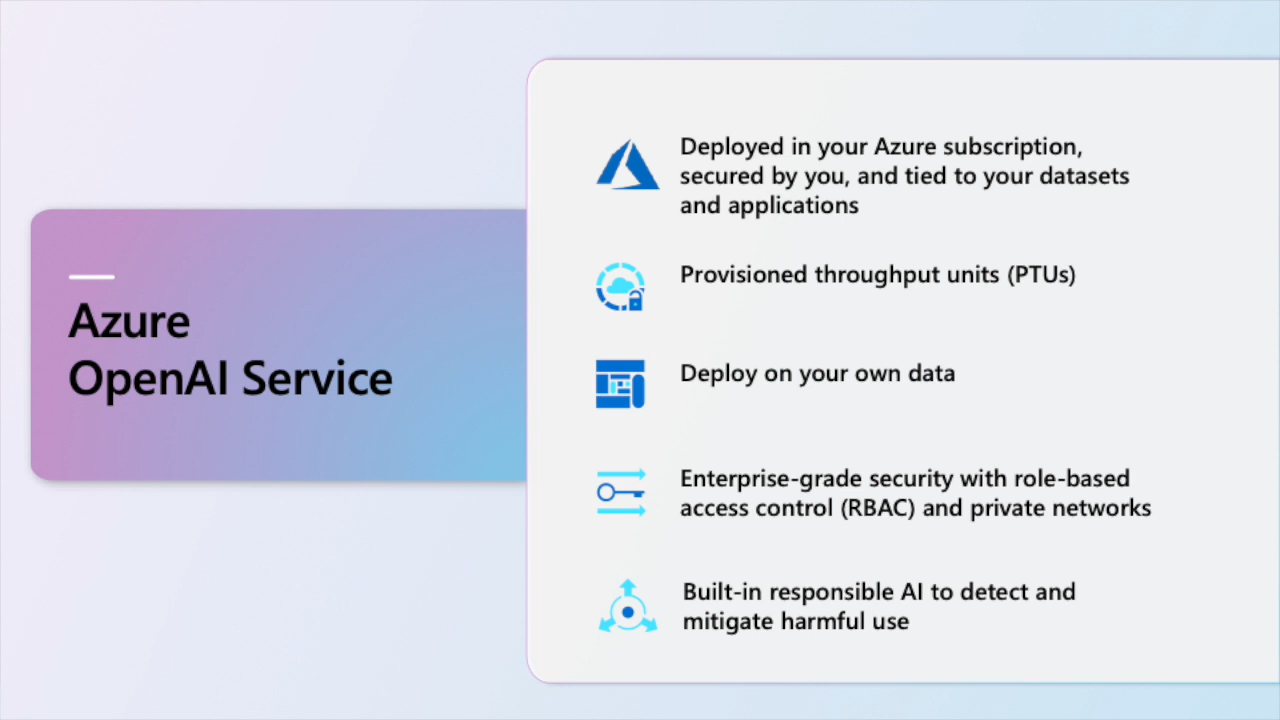 Azure
OpenAI Service
Deployed in your Azure subscription,
secured by you, and tied to your datasets
and applications
Provisioned throughput units (PTUs)
Deploy on your own data
Enterprise-grade security with role-based
access control (RBAC) and private networks
Built-in responsible AI to detect and
mitigate harmful use